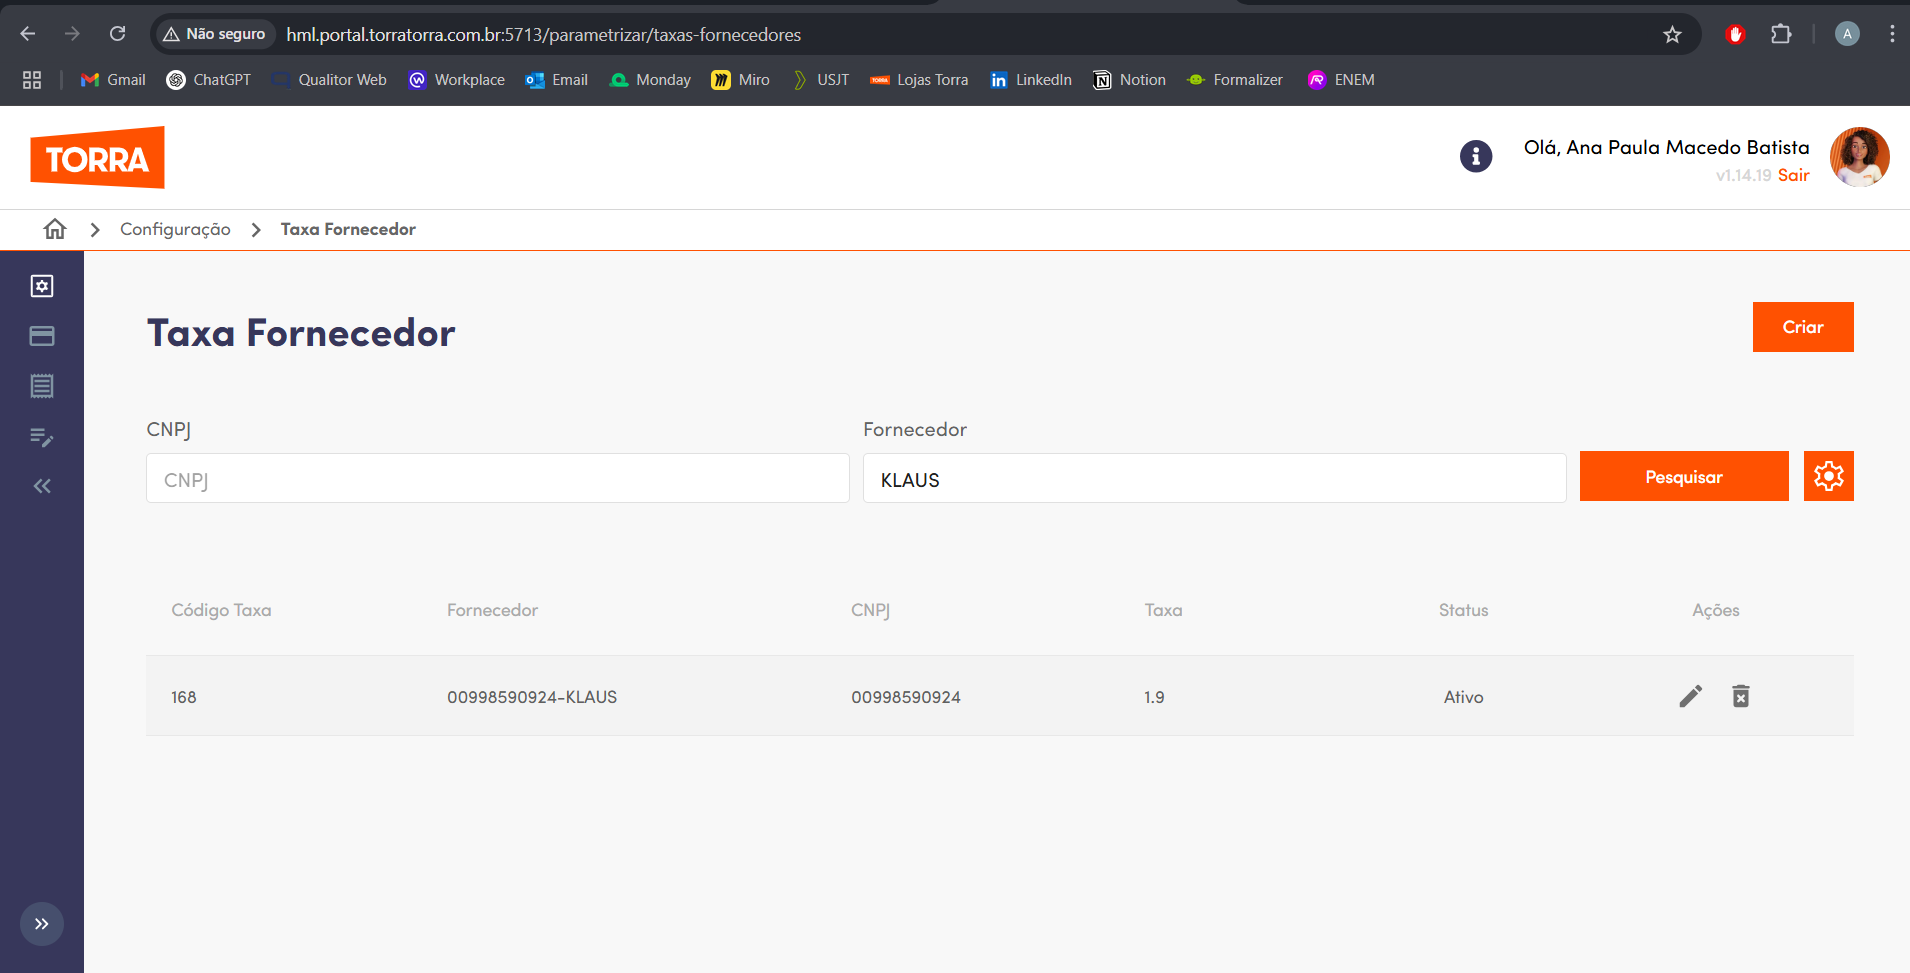 Não seguro
hml.portal.torratorra.com.br:5713/parametrizar/taxas-fornecedores
A
Gmail
ChatGPT
Qualitor Web
Workplace
Email
Monday
Miro
USJT
Lojas Torra
LinkedIn
Notion
Formalizer
ENEM
TORRA
Olá, Ana Paula Macedo Batista
v1.14.19 Sair
Configuração
Taxa Fornecedor
Taxa Fornecedor
Criar
CNPJ
Fornecedor
CNPJ
KLAUS
Pesquisar
Código Taxa Fornecedor CNPJ Taxa Status Ações
168 00998590924-KLAUS 00998590924 1.9 Ativo